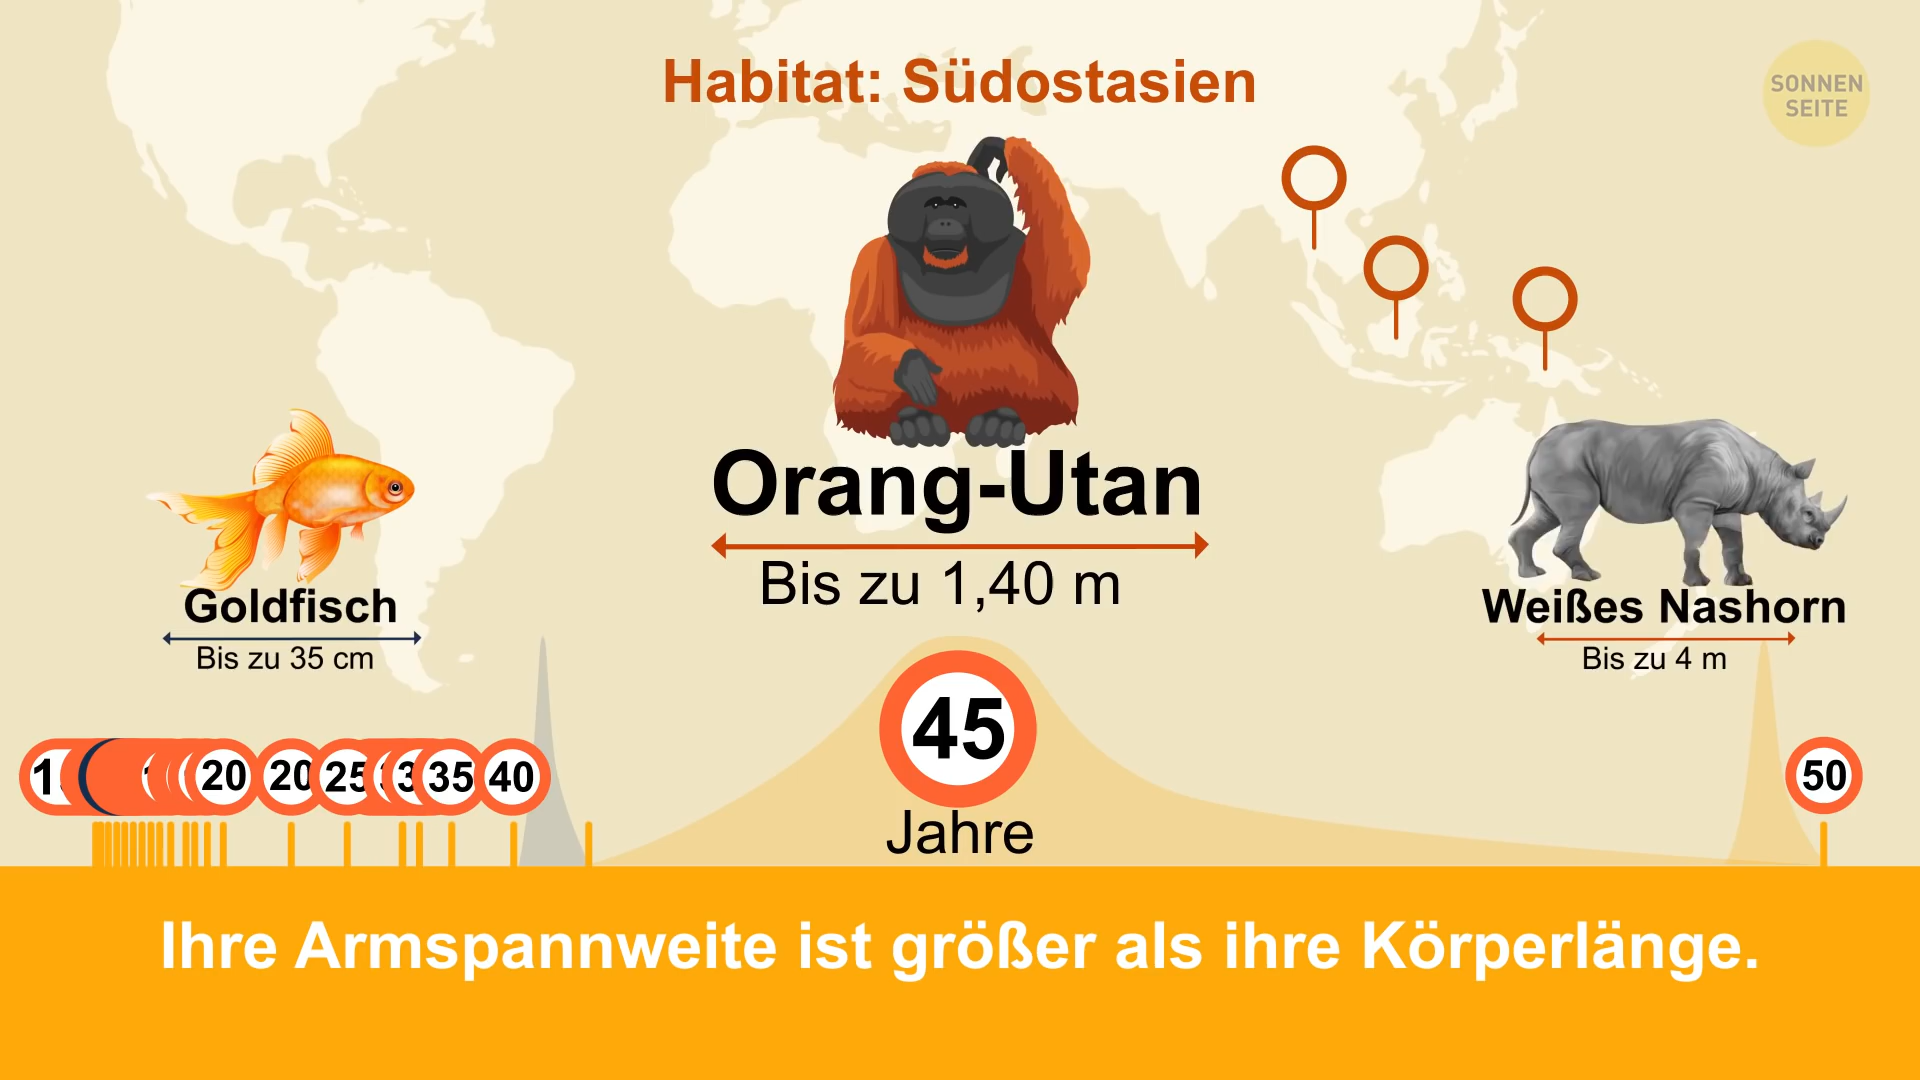 Habitat: Südostasien
SONNEN
SEITE
Orang-Utan
Bis zu 1,40 m
Goldfisch
Bis zu 35 cm
Weißes Nashorn
Bis zu 4 m
20 20 25 35 40
45
50
Jahre
Ihre Armspannweite ist größer als ihre Körperlänge.